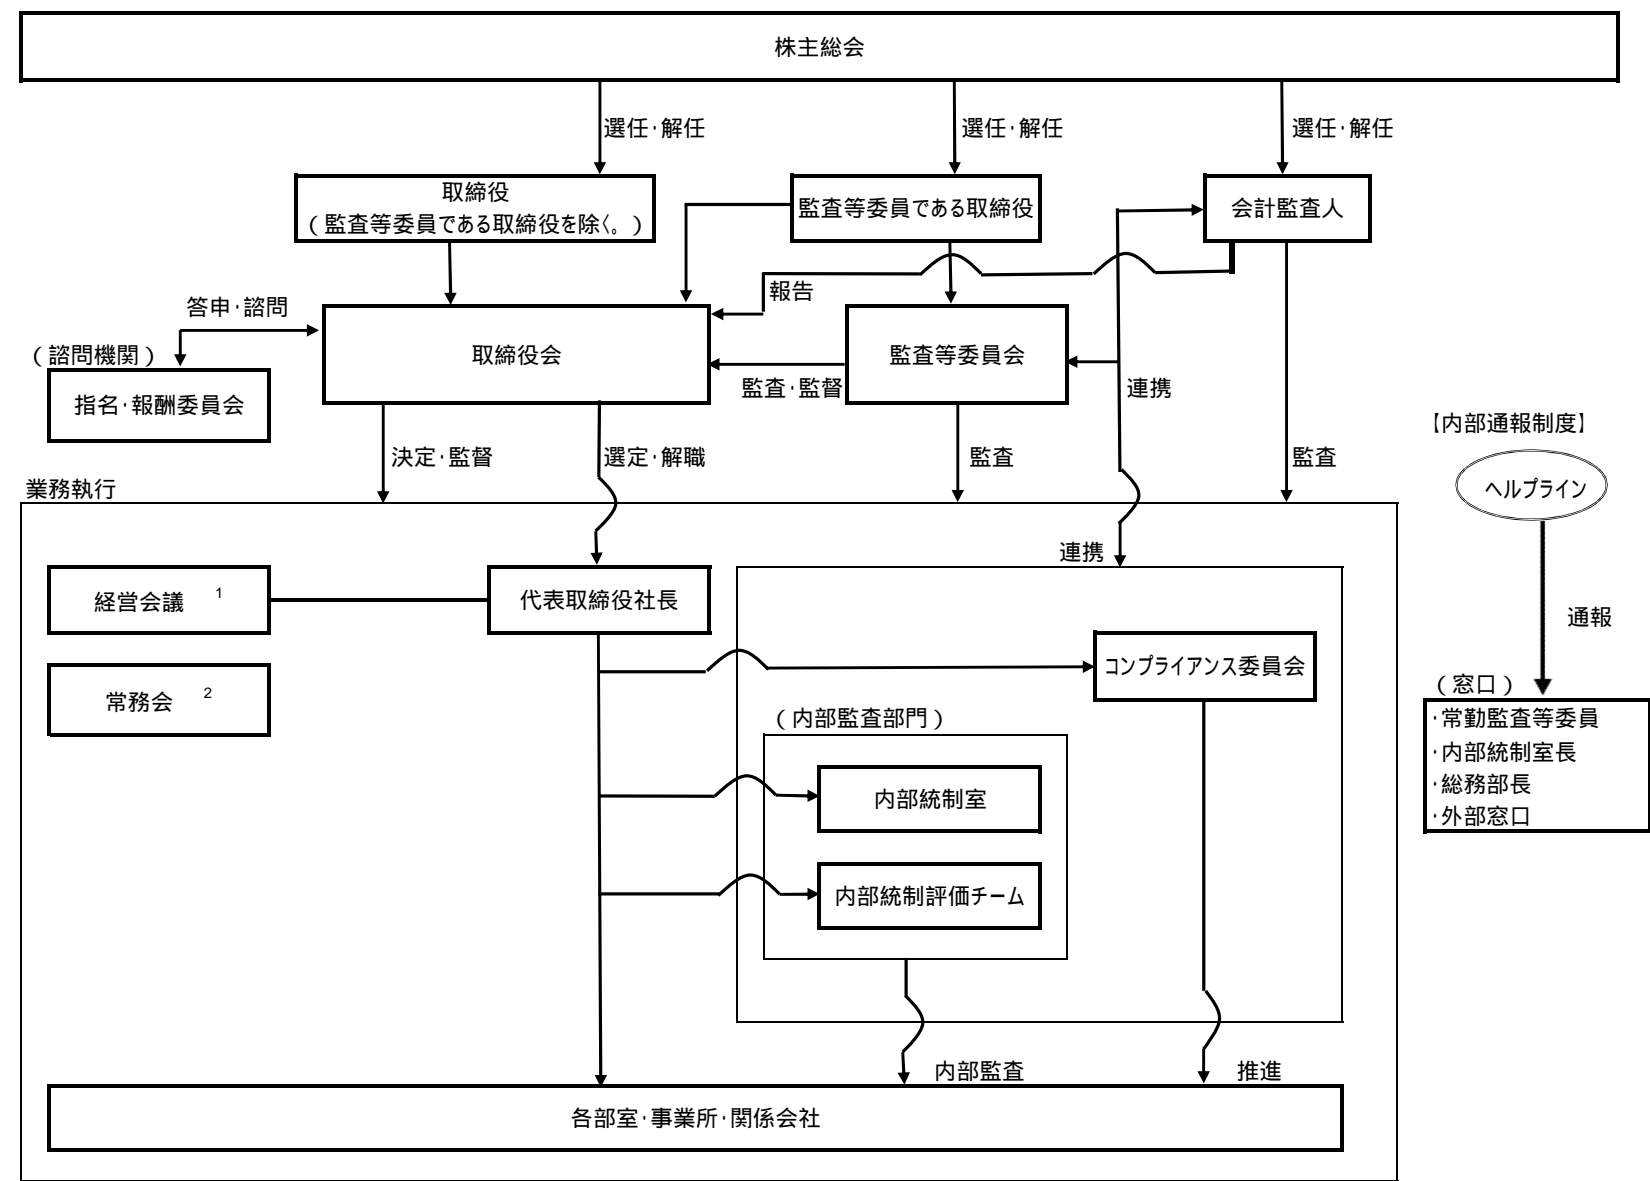 株主総会
選任・解任
選任・解任
選任・解任
取締役
(監査等委員である取締役を除く。)
監査等委員である取締役
会計監査人
報告
答申・諮問
(諮問機関)
指名・報酬委員会
取締役会
監査等委員会
監査・監督
連携
決定・監督
選定・解職
監査
監査
【内部通報制度】
ヘルプライン
通報
(窓口)
・常勤監査等委員
・内部統制室長
・総務部長
・外部窓口
業務執行
連携
経営会議 1
代表取締役社長
常務会 2
コンプライアンス委員会
(内部監査部門)
内部統制室
内部統制評価チーム
内部監査
推進
各部室・事業所・関係会社